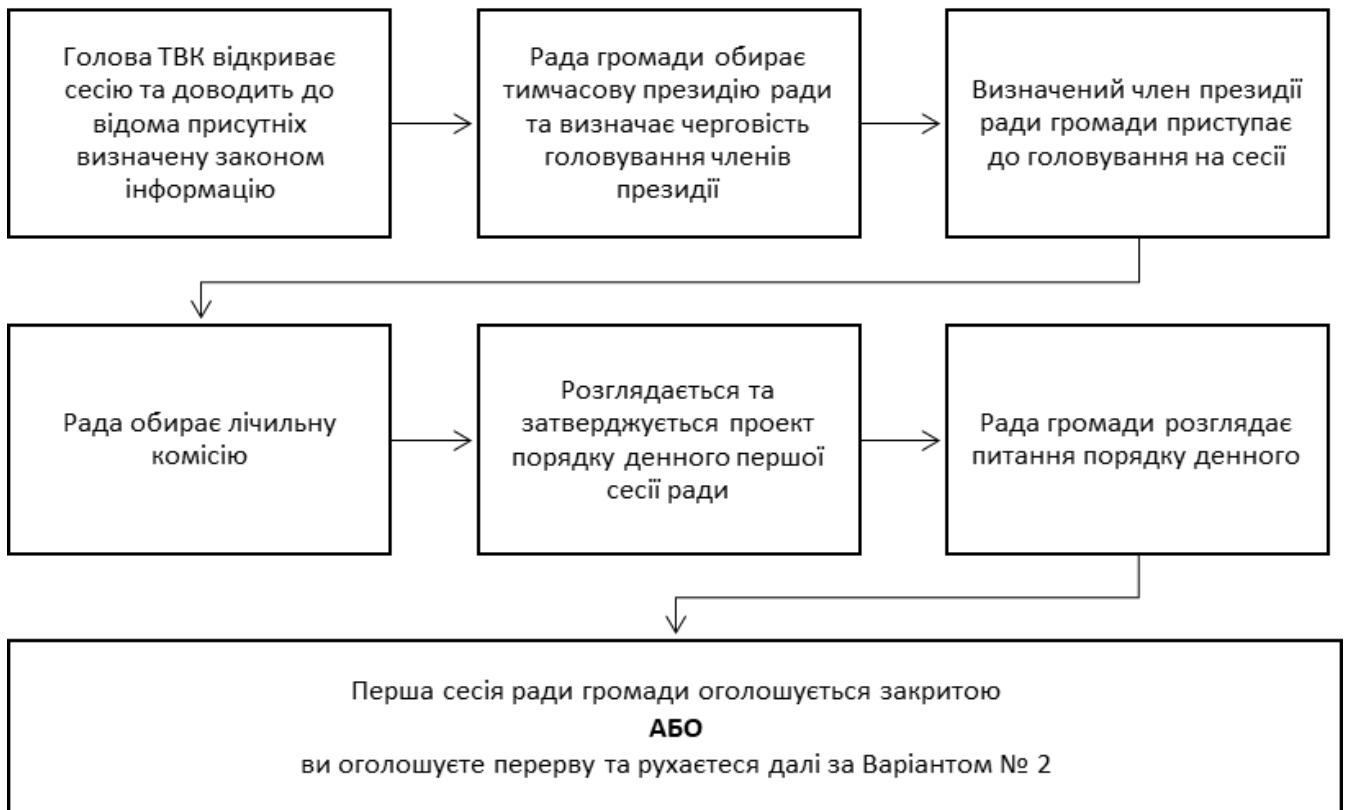 Голова ТВК відкриває
сесію та доводить до
відома присутніх
визначену законом
інформацію
Рада громади обирає
тимчасову президію ради
та визначає черговість
головування членів
президії
Визначений член президії
ради громади приступає
до головування на сесії
Рада обирає лічильну
комісію
Розглядається та
затверджується проект
порядку денного першої
сесії ради
Рада громади розглядає
питання порядку денного
Перша сесія ради громади оголошується закритою
АБО
ви оголошуєте перерву та рухаєтеся далі за Варіантом № 2